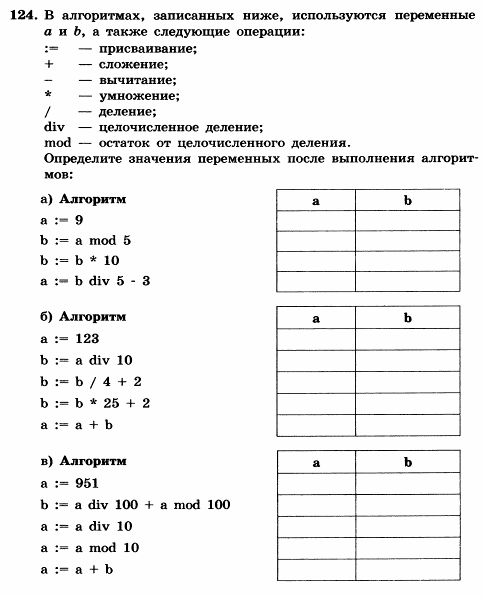 124. В алгоритмах, записанных ниже, используются переменные
a и b, а также следующие операции:
:= — присваивание;
+ — сложение;
– — вычитание;
* — умножение;
/ — деление;
div — целочисленное деление;
mod — остаток от целочисленного деления.
Определите значения переменных после выполнения алгорит-
мов:
а) Алгоритм
a b
a := 9
b := a mod 5
b := b * 10
a := b div 5 - 3
б) Алгоритм
a b
a := 123
b := a div 10
b := b / 4 + 2
b := b * 25 + 2
a := a + b
в) Алгоритм
a b
a := 951
b := a div 100 + a mod 100
a := a div 10
a := a mod 10
a := a + b